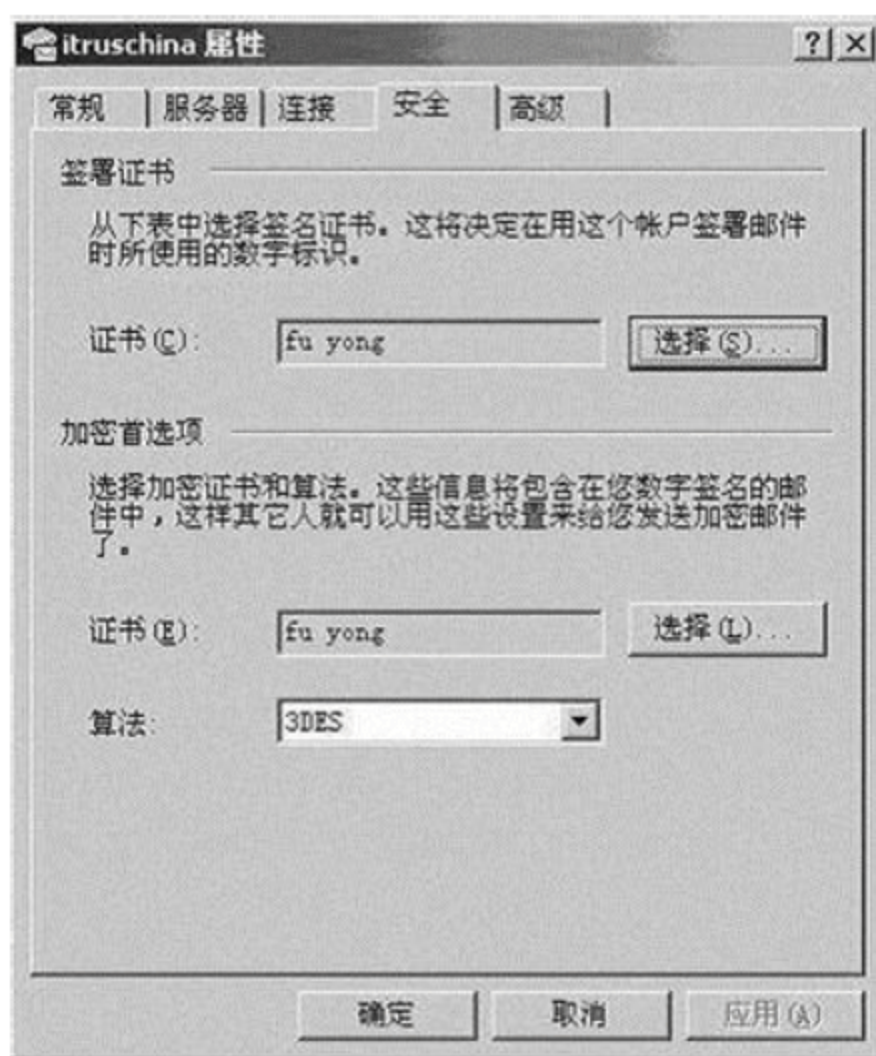 itruschina 属性
常规 服务器 连接 安全 高级
签署证书
从下表中选择签名证书。这将决定在用这个帐户签署邮件
时所使用的数字标识。
证书(C): fu yong 选择(S)...
加密首选项
选择加密证书和算法。这些信息将包含在您数字签名的邮
件中，这样其它人就可以用这些设置来给您发送加密邮件
了。
证书(E): fu yong 选择(L)...
算法: 3DES
确定 取消 应用(A)